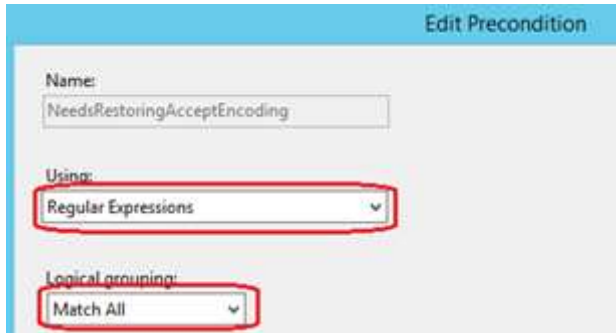 Edit Precondition
Name:
NeedsRestoringAcceptEncoding
Using:
Regular Expressions
Logical grouping:
Match All